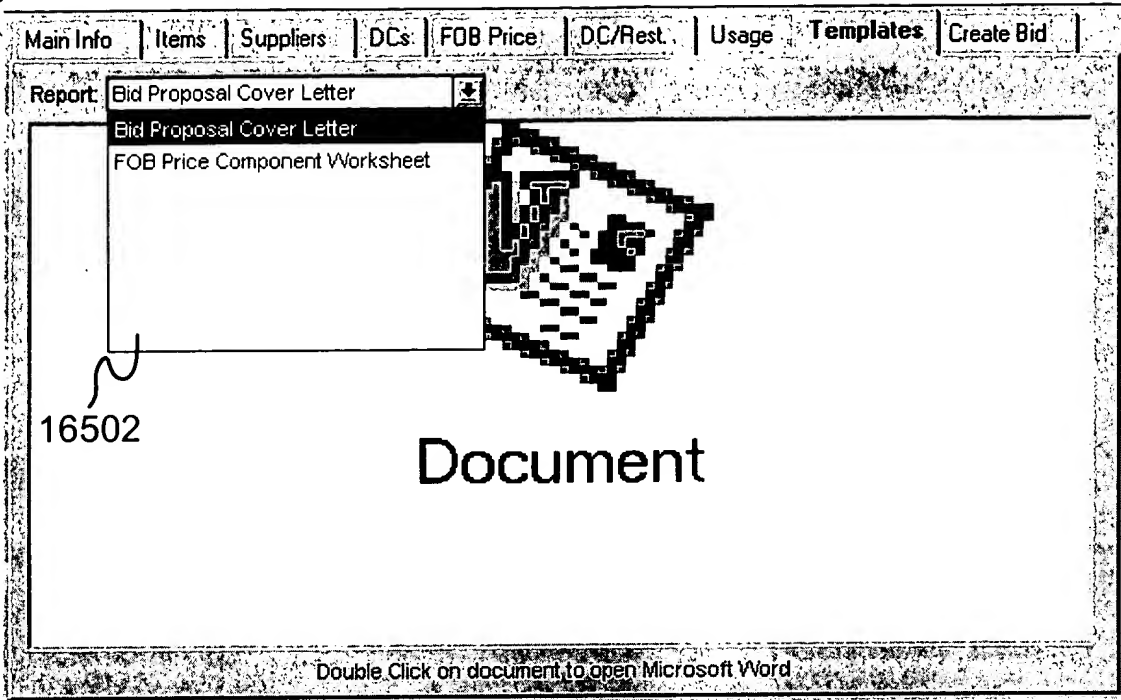 Main Info Items Suppliers DCs FOB Price DC/Rest. Usage Templates Create Bid
Report: Bid Proposal Cover Letter
Bid Proposal Cover Letter
FOB Price Component Worksheet
16502
Document
Double Click on document to open Microsoft Word